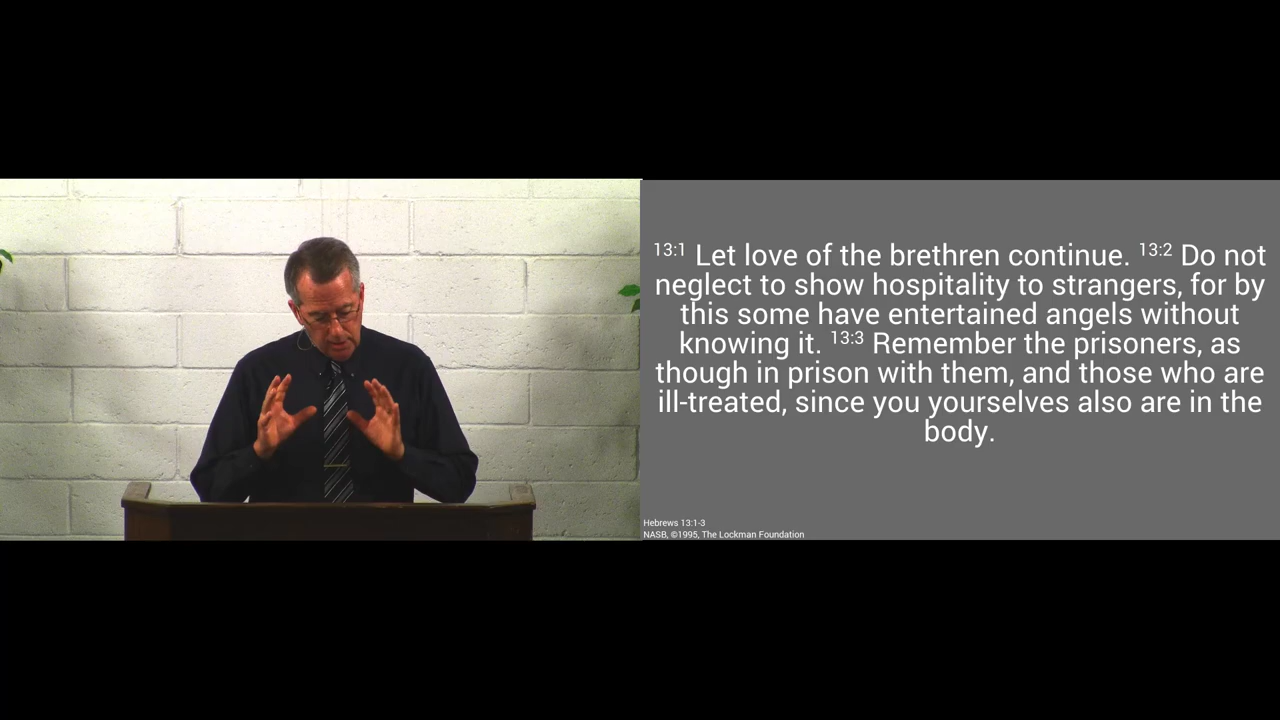 13:1 Let love of the brethren continue. 13:2 Do not
neglect to show hospitality to strangers, for by
this some have entertained angels without
knowing it. 13:3 Remember the prisoners, as
though in prison with them, and those who are
ill-treated, since you yourselves also are in the
body.
Hebrews 13:1-3
NASB, ©1995, The Lockman Foundation